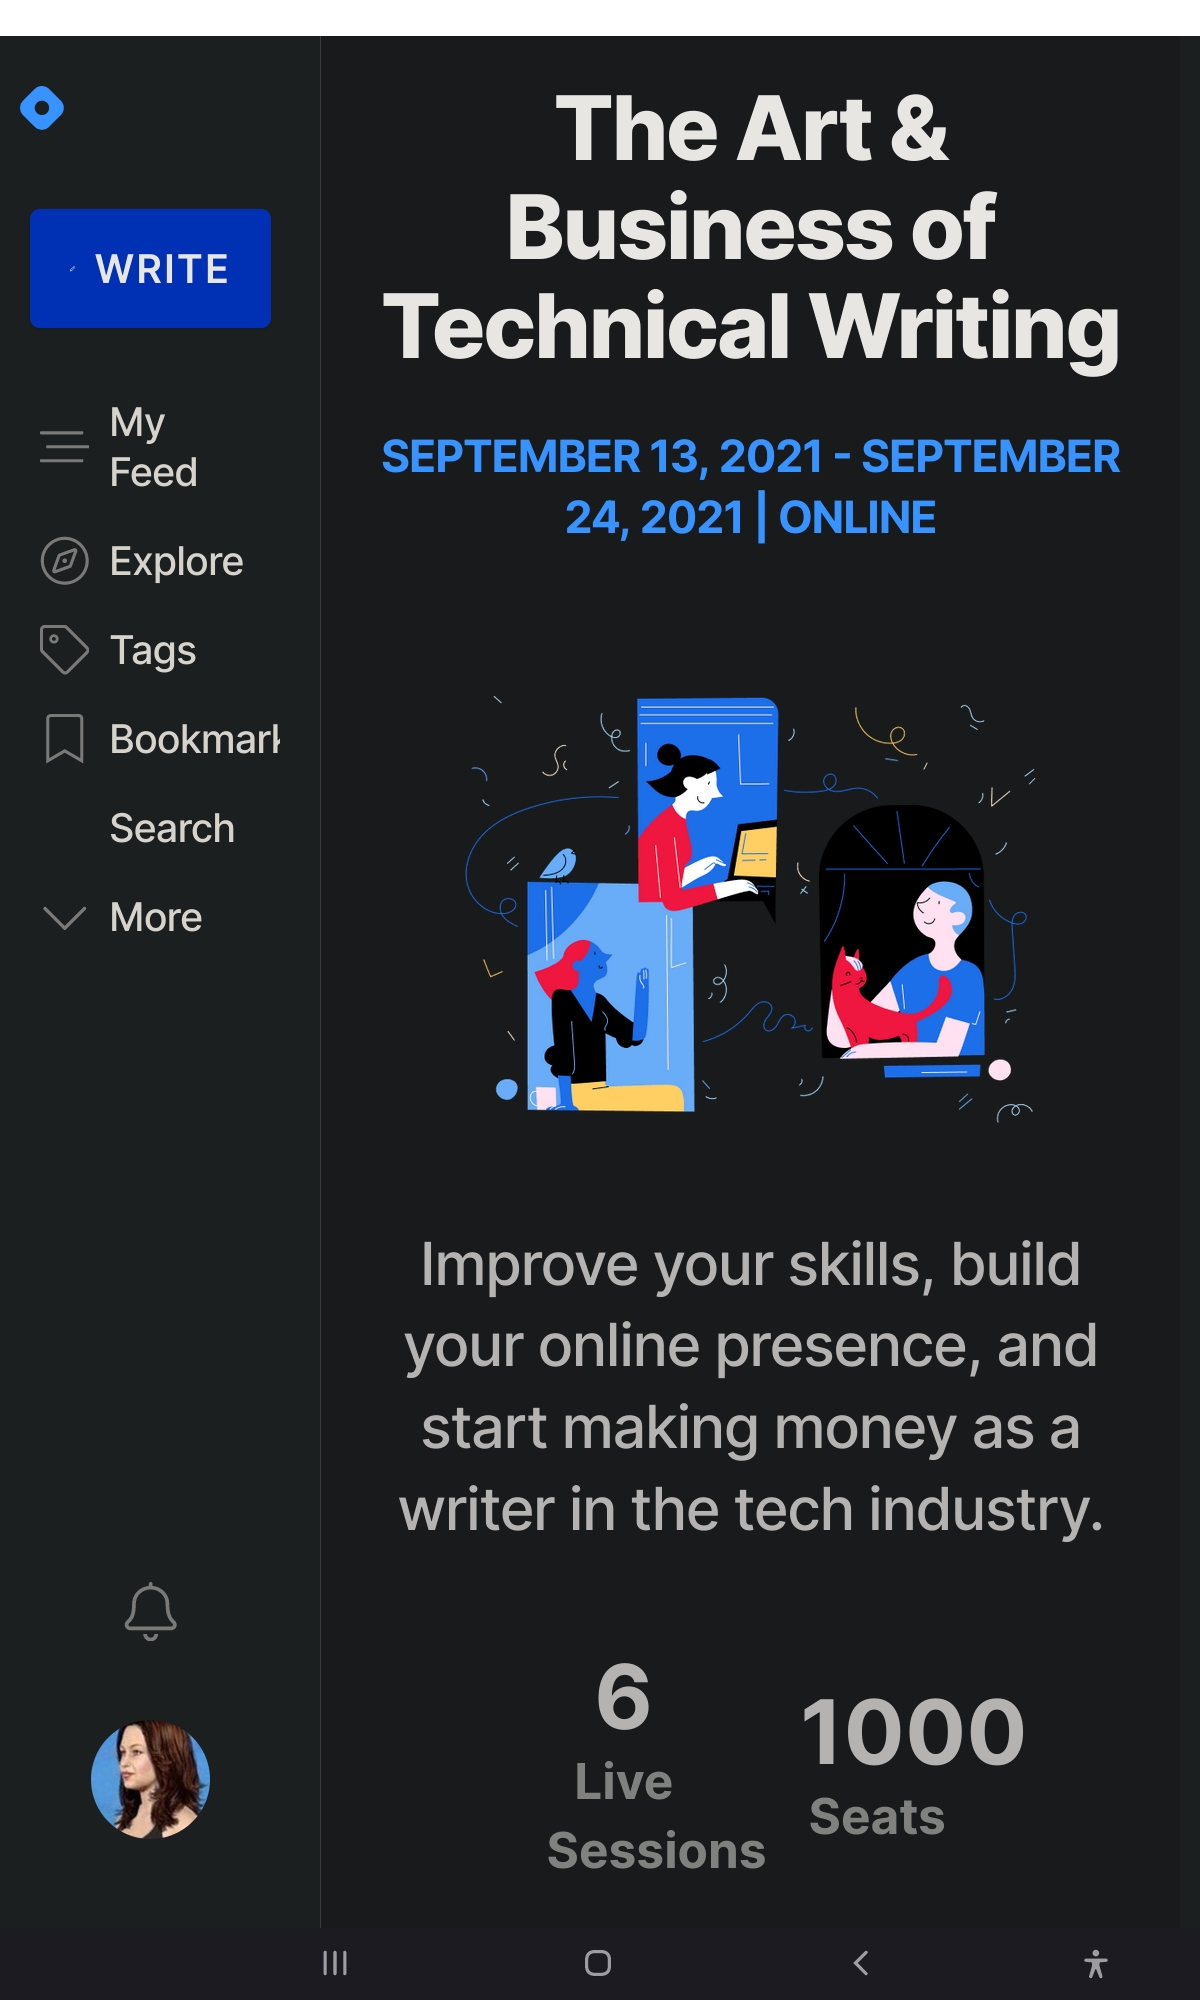 WRITE
My
Feed
Explore
Tags
Bookmark
Search
More
The Art &
Business of
Technical Writing
SEPTEMBER 13, 2021 - SEPTEMBER
24, 2021 | ONLINE
Improve your skills, build
your online presence, and
start making money as a
writer in the tech industry.
6
Live
Sessions
1000
Seats